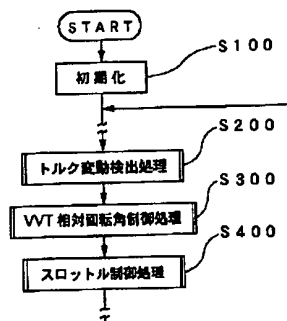 START
S100
初期化
S200
トルク変動検出処理
S300
VVT相対回転角制御処理
S400
スロットル制御処理